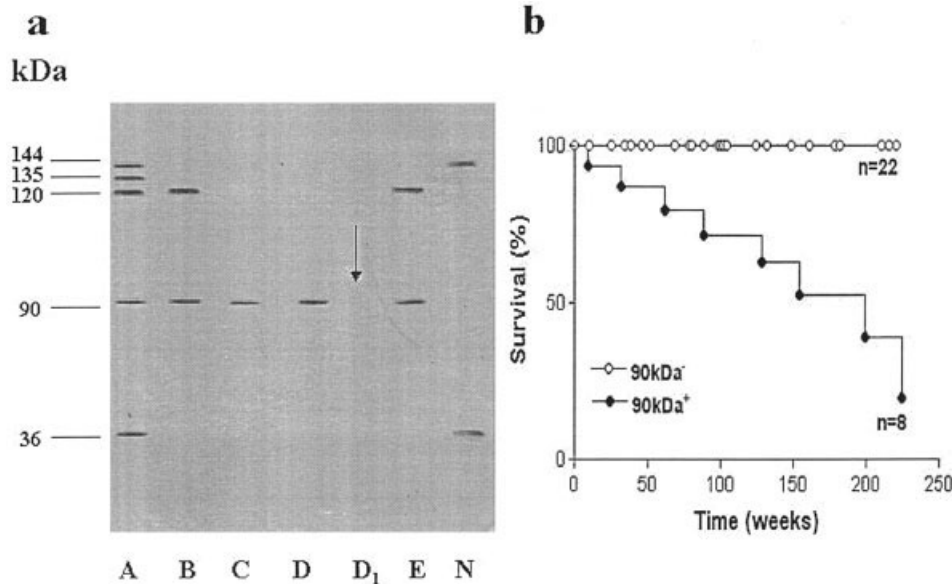 a
kDa
144
135
120
90
36
A B C D D₁ E N
b
100
50
0
Survival (%)
n=22
90kDa⁻
90kDa⁺
n=8
0 50 100 150 200 250
Time (weeks)